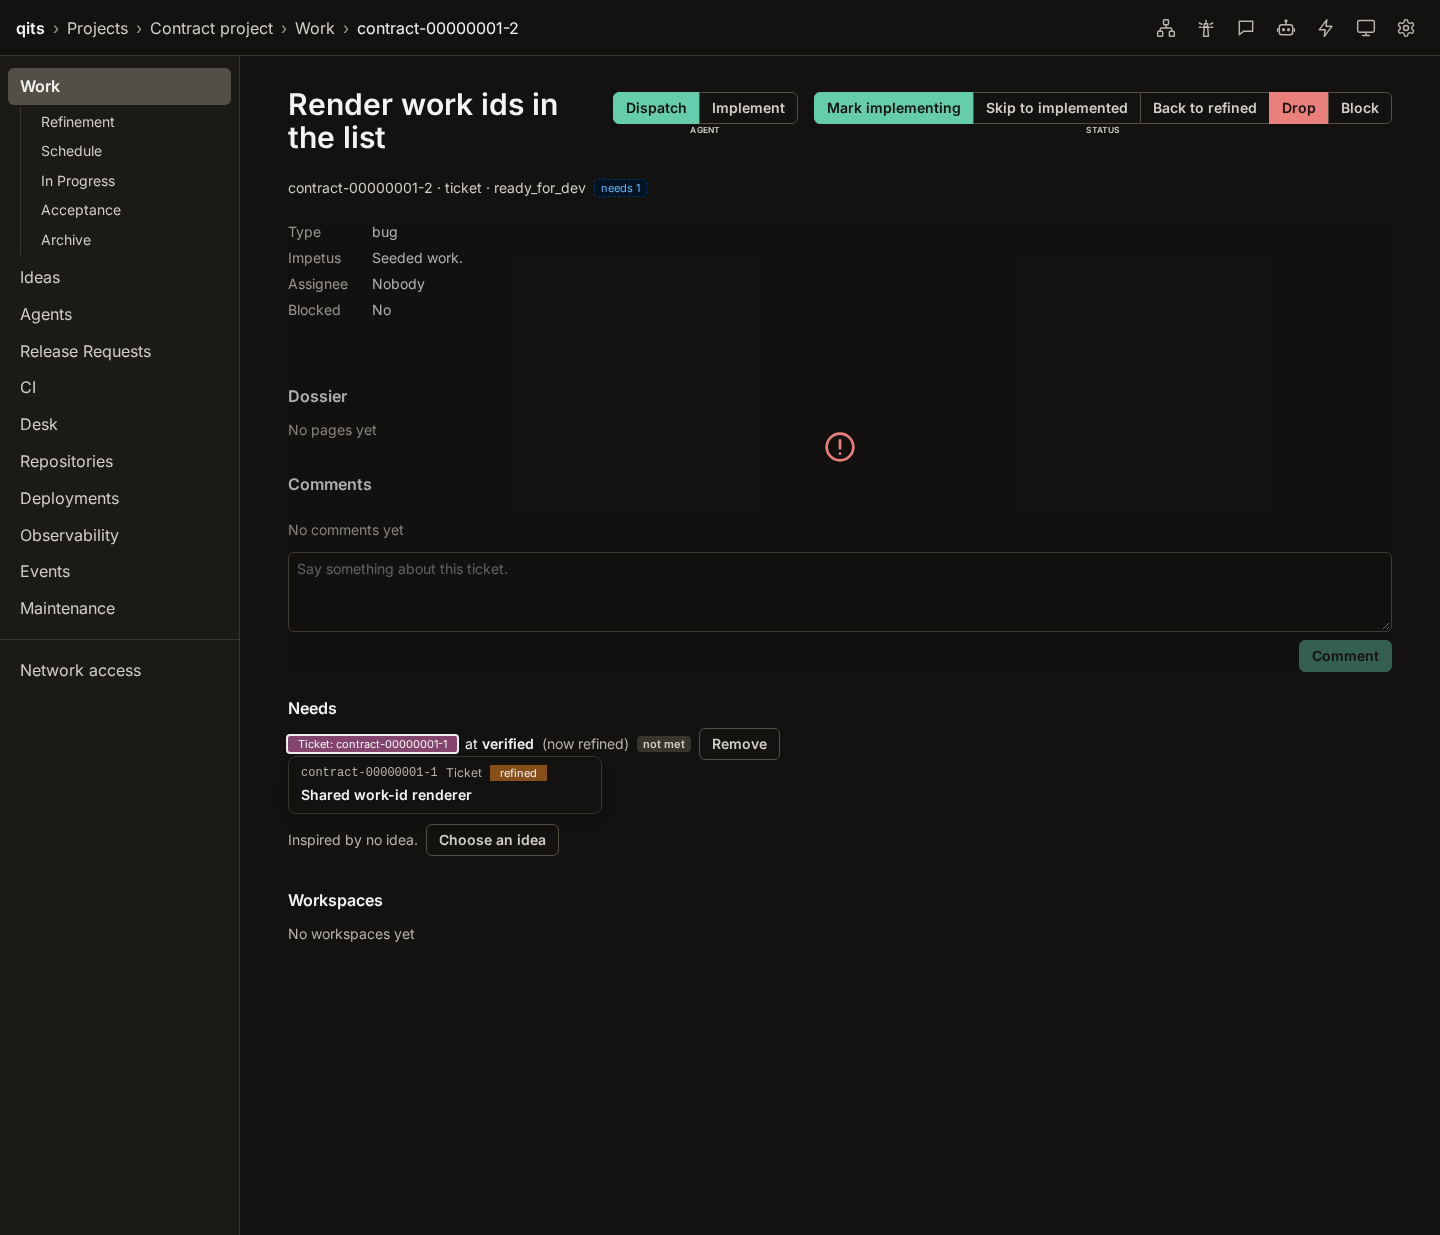 qits › Projects › Contract project › Work › contract-00000001-2
Work
Refinement
Schedule
In Progress
Acceptance
Archive
Ideas
Agents
Release Requests
CI
Desk
Repositories
Deployments
Observability
Events
Maintenance
Network access
Render work ids in
the list
Dispatch Implement
AGENT
Mark implementing Skip to implemented Back to refined Drop Block
STATUS
contract-00000001-2 · ticket · ready_for_dev needs 1
Type bug
Impetus Seeded work.
Assignee Nobody
Blocked No
Dossier
No pages yet
Comments
No comments yet
Say something about this ticket.
Comment
Needs
Ticket: contract-00000001-1 at verified (now refined) not met Remove
contract-00000001-1 Ticket refined
Shared work-id renderer
Inspired by no idea. Choose an idea
Workspaces
No workspaces yet